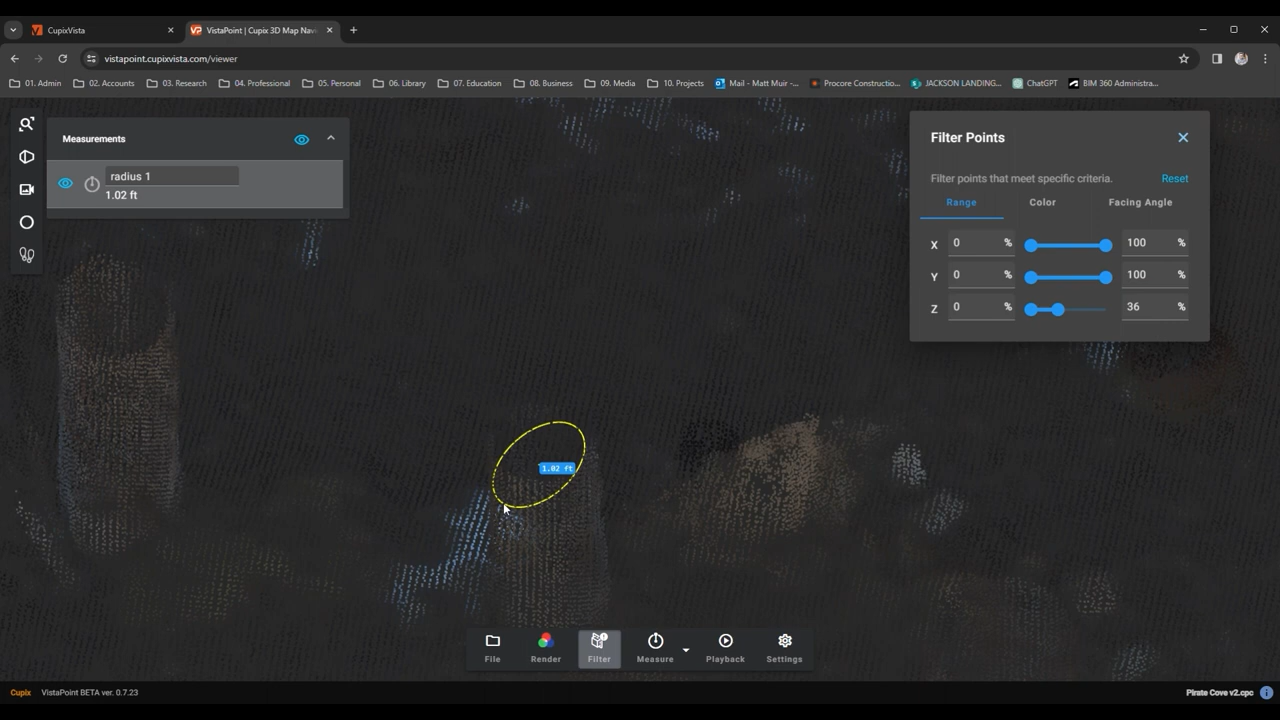 CupixVista
VistaPoint | Cupix 3D Map Navi
vistapoint.cupixvista.com/viewer
01. Admin
02. Accounts
03. Research
04. Professional
05. Personal
06. Library
07. Education
08. Business
09. Media
10. Projects
Mail - Matt Muir -...
Procore Constructio...
JACKSON LANDING...
ChatGPT
BIM 360 Administra...
Measurements
radius 1
1.02 ft
Filter Points
Filter points that meet specific criteria.
Reset
Range
Color
Facing Angle
X 0 % 100 %
Y 0 % 100 %
Z 0 % 36 %
1.02 ft
File
Render
Filter
Measure
Playback
Settings
Cupix
VistaPoint BETA ver. 0.7.23
Pirate Cove v2.cpc